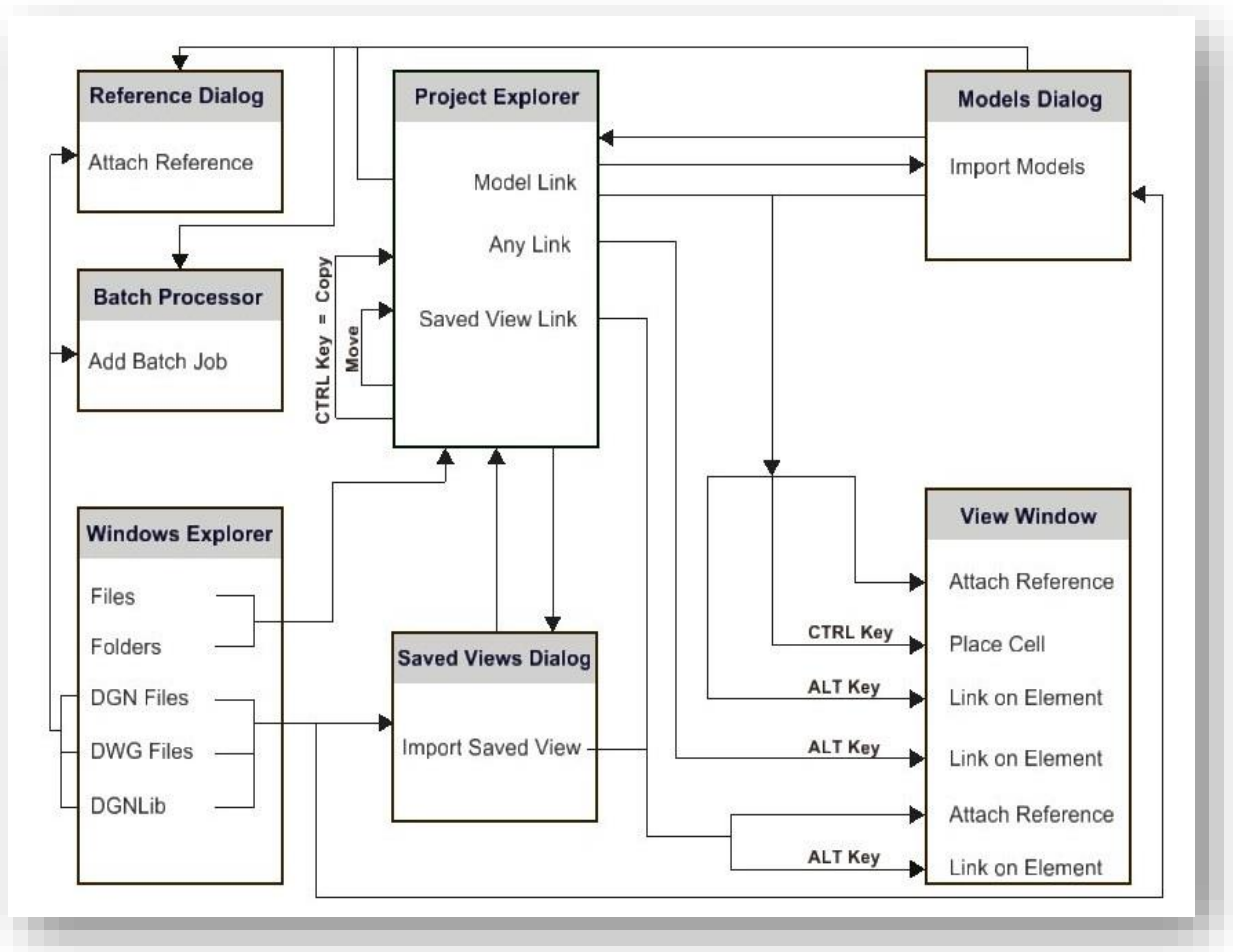 Reference Dialog
Attach Reference
Batch Processor
Add Batch Job
CTRL Key = Copy
Move
Project Explorer
Model Link
Any Link
Saved View Link
Models Dialog
Import Models
Windows Explorer
Files
Folders
DGN Files
DWG Files
DGNLib
Saved Views Dialog
Import Saved View
View Window
Attach Reference
CTRL Key
Place Cell
ALT Key
Link on Element
ALT Key
Link on Element
Attach Reference
ALT Key
Link on Element